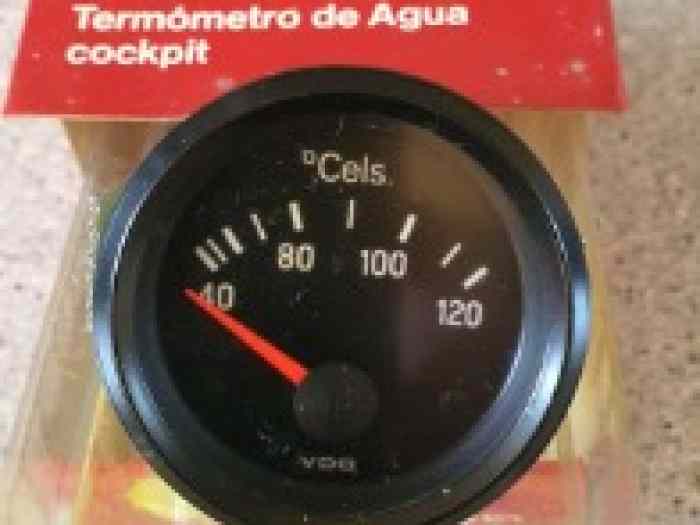 Termómetro de Agua
cockpit
°Cels.
80 100
40 120
VDO